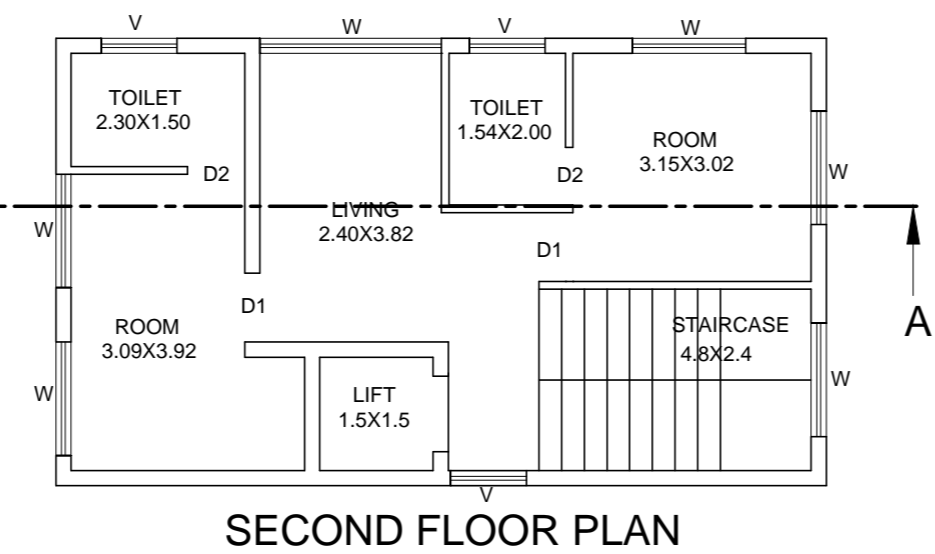 V
W
V
W
TOILET
2.30X1.50
TOILET
1.54X2.00
ROOM
3.15X3.02
D2
D2
W
W
LIVING
2.40X3.82
D1
D1
A
ROOM
3.09X3.92
STAIRCASE
4.8X2.4
W
W
LIFT
1.5X1.5
V
SECOND FLOOR PLAN